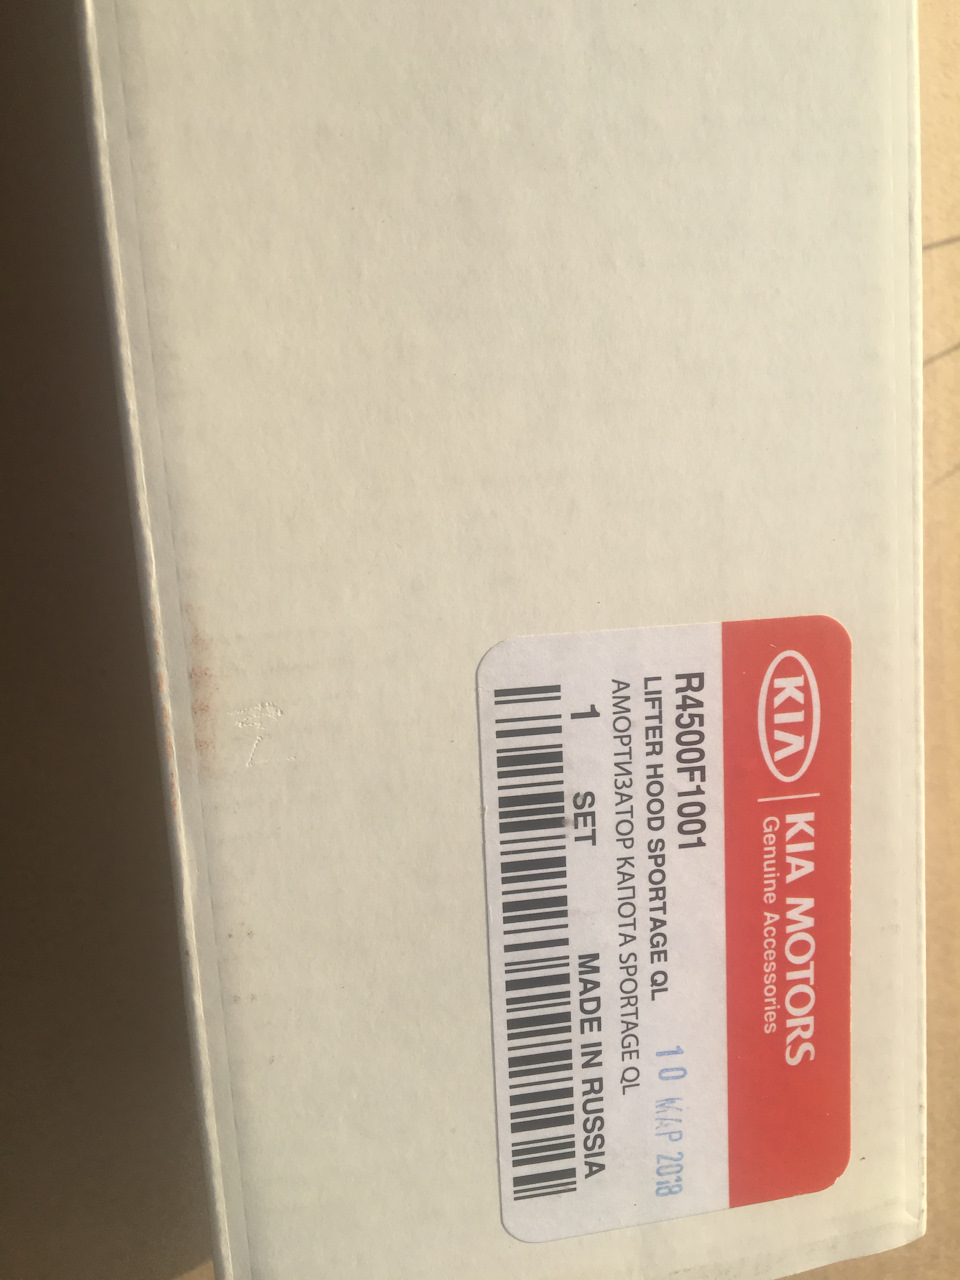 KIA | KIA MOTORS
Genuine Accessories
R4500F1001
LIFTER HOOD SPORTAGE QL
10 МАР 2018
АМОРТИЗАТОР КАПОТА SPORTAGE QL
1 SET MADE IN RUSSIA